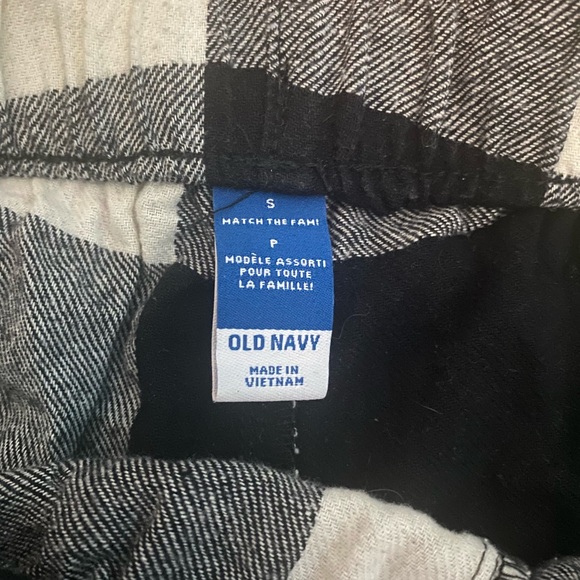 S
MATCH THE FAM!
P
MODÈLE ASSORTI
POUR TOUTE
LA FAMILLE!
OLD NAVY
MADE IN
VIETNAM